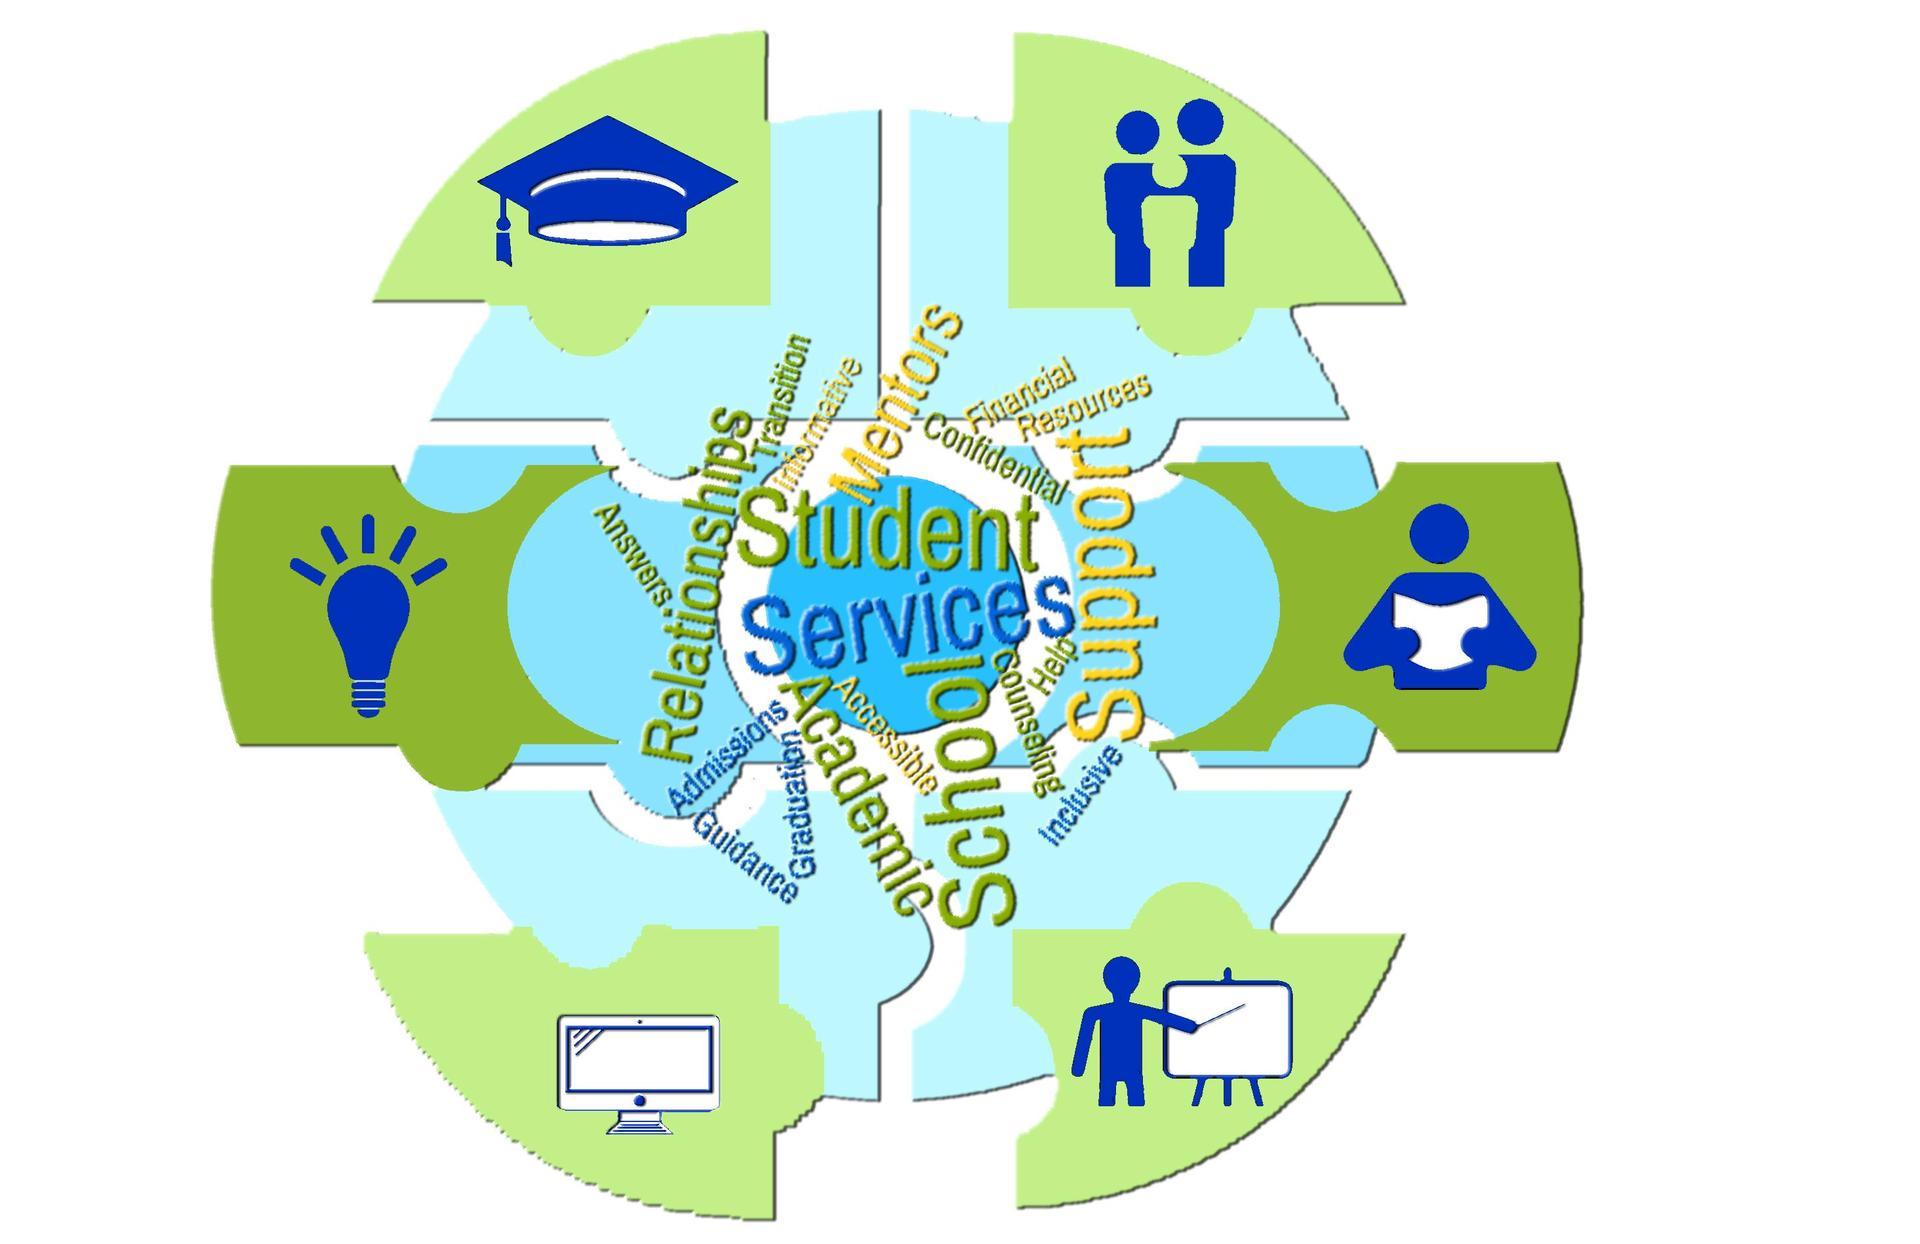 Mentors
Transition
Informative
Financial
Resources
Relationships
Confidential
Support
Student
Answers
Services
Help
School
Counseling
Academic
Accessible
Admissions
Graduation
Inclusive
Guidance